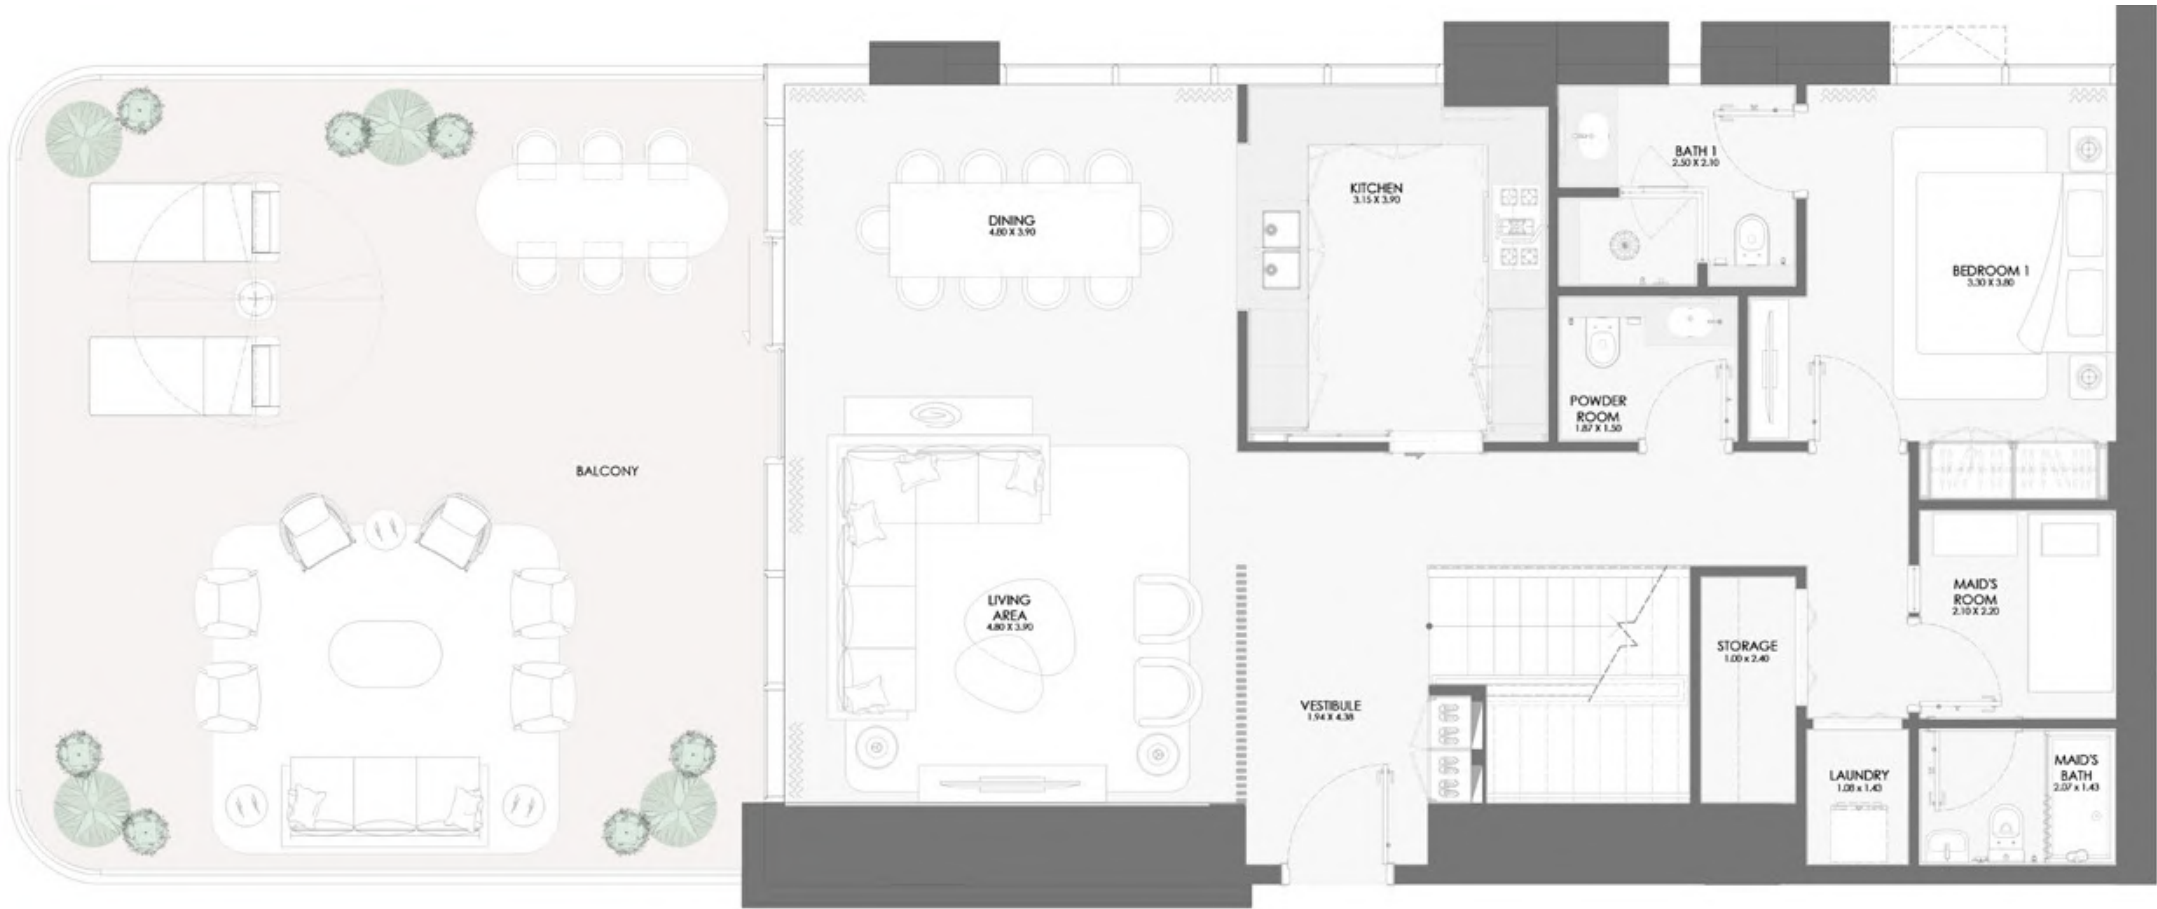 BATH 1
2.50 X 2.10
KITCHEN
3.15 X 3.90
DINING
4.80 X 3.90
BEDROOM 1
3.30 X 3.80
POWDER
ROOM
1.87 X 1.50
BALCONY
LIVING
AREA
4.80 X 3.90
MAID'S
ROOM
2.10 X 2.20
STORAGE
1.00 x 2.40
VESTIBULE
1.94 X 4.38
LAUNDRY
1.08 x 1.43
MAID'S
BATH
2.07 x 1.43